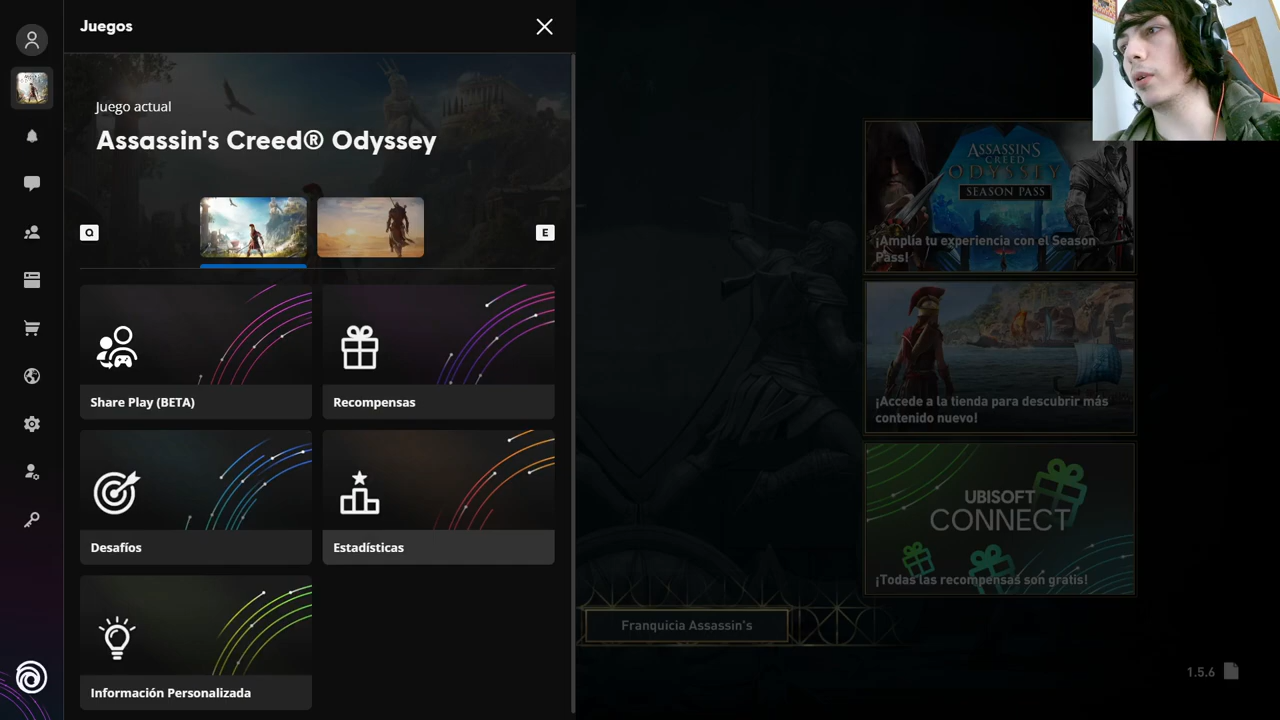 Juegos
Juego actual
Assassin's Creed® Odyssey
Q
E
Share Play (BETA)
Recompensas
Desafíos
Estadísticas
Información Personalizada
ASSASSIN'S
CREED
ODYSSEY
SEASON PASS
¡Amplía tu experiencia con el Season
Pass!
¡Accede a la tienda para descubrir más
contenido nuevo!
UBISOFT
CONNECT
¡Todas las recompensas son gratis!
Franquicia Assassin's
1.5.6